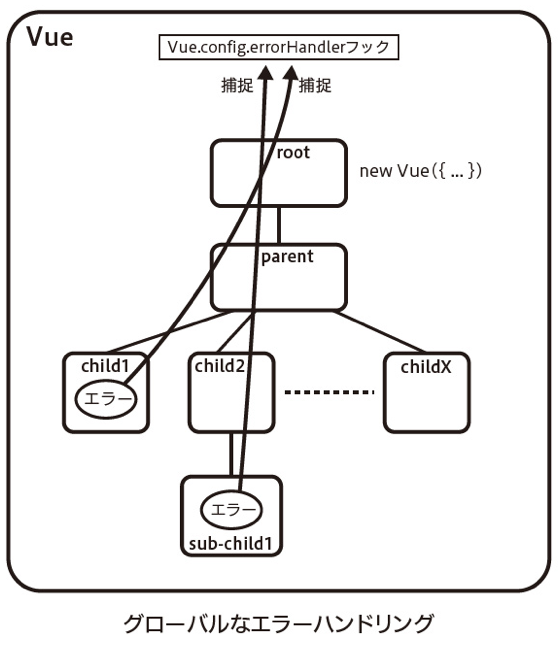 Vue
Vue.config.errorHandlerフック
捕捉 捕捉
root
new Vue({ ... })
parent
child1
child2
childX
エラー
エラー
sub-child1
グローバルなエラーハンドリング